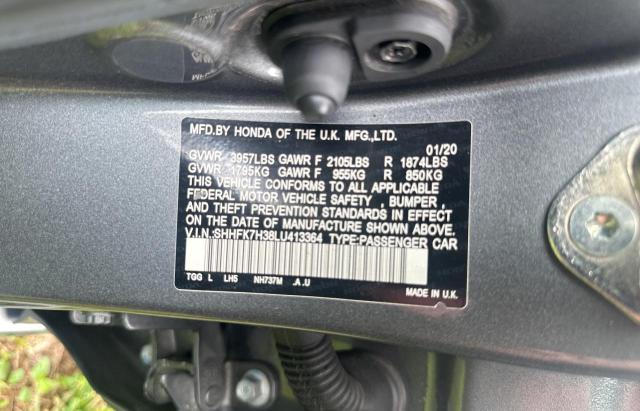 MFD.BY HONDA OF THE U.K. MFG.,LTD.
01/20
GVWR 3957LBS GAWR F 2105LBS R 1874LBS
GVWR 1795KG GAWR F 955KG R 850KG
THIS VEHICLE CONFORMS TO ALL APPLICABLE
FEDERAL MOTOR VEHICLE SAFETY , BUMPER ,
AND THEFT PREVENTION STANDARDS IN EFFECT
ON THE DATE OF MANUFACTURE SHOWN ABOVE.
V.I.N.:SHHFK7H38LU413364 TYPE:PASSENGER CAR
TGG L LH5 NH737M .A .U
MADE IN U.K.